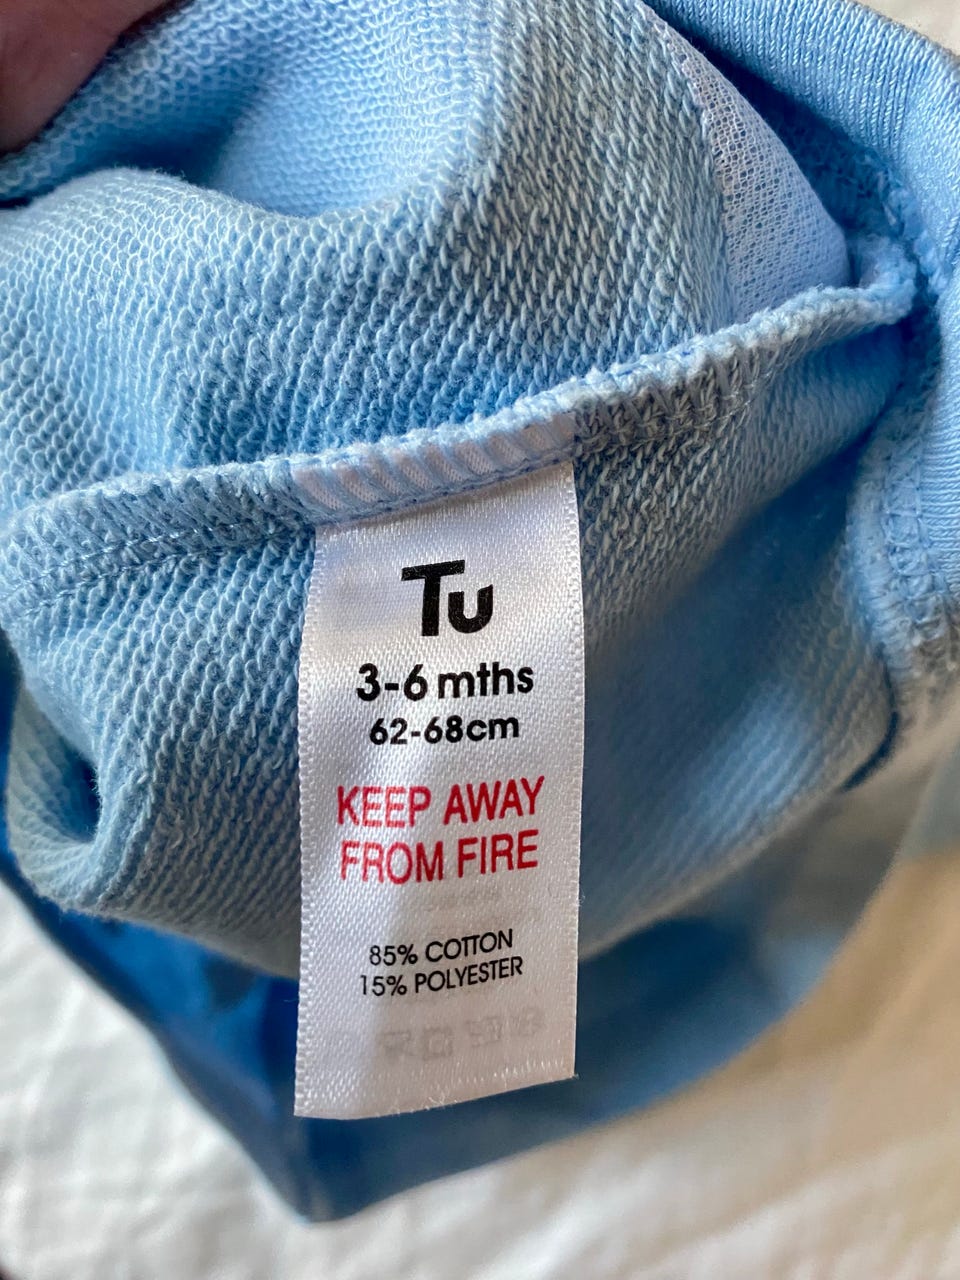 Tu
3-6 mths
62-68cm
KEEP AWAY
FROM FIRE
85% COTTON
15% POLYESTER